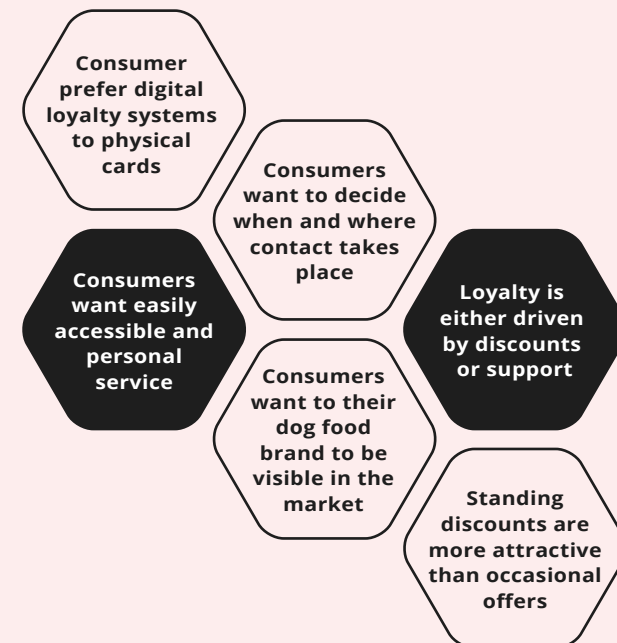 Consumer
prefer digital
loyalty systems
to physical
cards
Consumers
want to decide
when and where
contact takes
place
Consumers
want easily
accessible and
personal
service
Loyalty is
either driven
by discounts
or support
Consumers
want to their
dog food
brand to be
visible in the
market
Standing
discounts are
more attractive
than occasional
offers